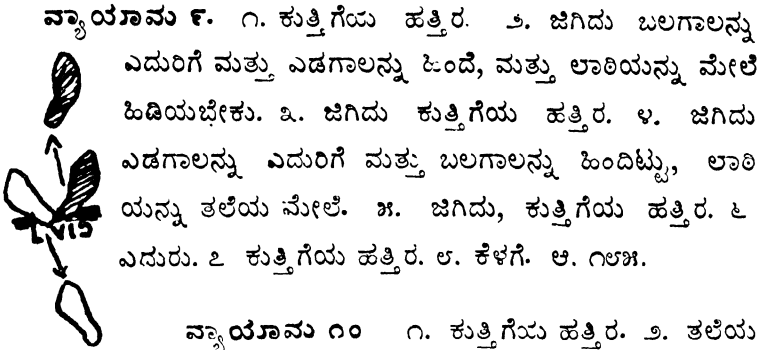 ವ್ಯಾಯಾಮ ೯. ೧. ಕುತ್ತಿಗೆಯ ಹತ್ತಿರ. ೨. ಜಿಗಿದು ಬಲಗಾಲನ್ನು
ಎದುರಿಗೆ ಮತ್ತು ಎಡಗಾಲನ್ನು ಹಿಂದೆ, ಮತ್ತು ಲಾಠಿಯನ್ನು ಮೇಲೆ
ಹಿಡಿಯಬೇಕು. ೩. ಜಿಗಿದು ಕುತ್ತಿಗೆಯ ಹತ್ತಿರ. ೪. ಜಿಗಿದು
ಎಡಗಾಲನ್ನು ಎದುರಿಗೆ ಮತ್ತು ಬಲಗಾಲನ್ನು ಹಿಂದಿಟ್ಟು, ಲಾಠಿ
ಯನ್ನು ತಲೆಯ ಮೇಲೆ. ೫. ಜಿಗಿದು, ಕುತ್ತಿಗೆಯ ಹತ್ತಿರ. ೬
ಎದುರು. ೭ ಕುತ್ತಿಗೆಯ ಹತ್ತಿರ. ೮. ಕೆಳಗೆ. ಆ. ೧೮೫.
ವ್ಯಾಯಾಮ ೧೦ ೧. ಕುತ್ತಿಗೆಯ ಹತ್ತಿರ. ೨. ತಲೆಯ